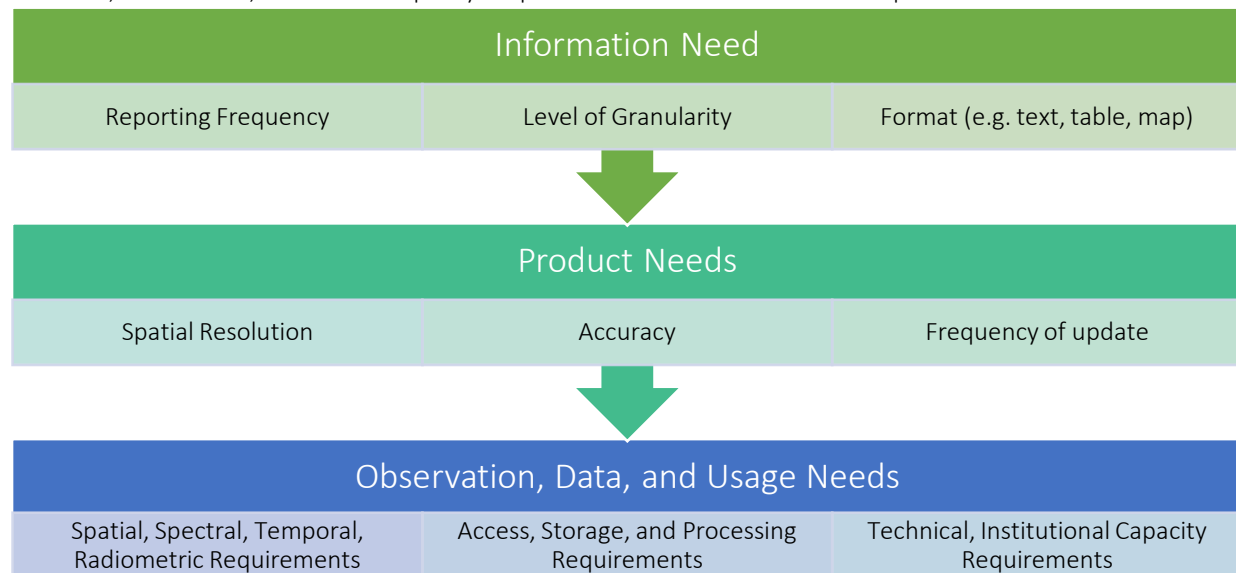 Information Need
Reporting Frequency
Level of Granularity
Format (e.g. text, table, map)
Product Needs
Spatial Resolution
Accuracy
Frequency of update
Observation, Data, and Usage Needs
Spatial, Spectral, Temporal,
Radiometric Requirements
Access, Storage, and Processing
Requirements
Technical, Institutional Capacity
Requirements